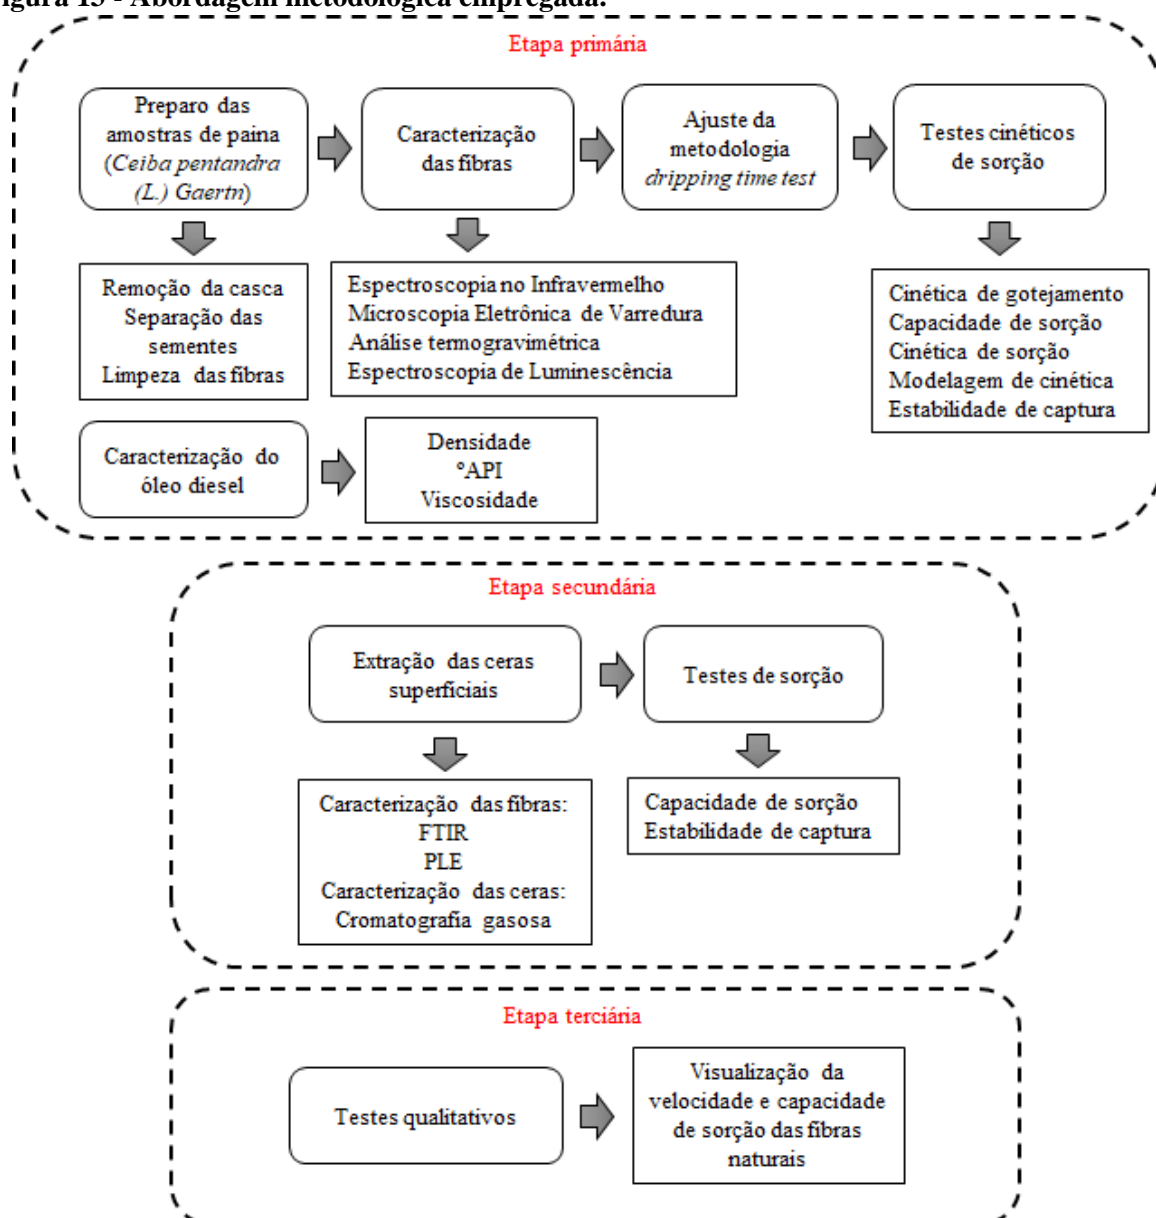 Figura 13 - Abordagem metodológica empregada.
Etapa primária
Preparo das
amostras de paina
(Ceiba pentandra
(L.) Gaertn)
Caracterização
das fibras
Ajuste da
metodologia
dripping time test
Testes cinéticos
de sorção
Remoção da casca
Separação das
sementes
Limpeza das fibras
Espectroscopia no Infravermelho
Microscopia Eletrônica de Varredura
Análise termogravimétrica
Espectroscopia de Luminescência
Cinética de gotejamento
Capacidade de sorção
Cinética de sorção
Modelagem de cinética
Estabilidade de captura
Caracterização do
óleo diesel
Densidade
°API
Viscosidade
Etapa secundária
Extração das ceras
superficiais
Testes de sorção
Caracterização das fibras:
FTIR
PLE
Caracterização das ceras:
Cromatografia gasosa
Capacidade de sorção
Estabilidade de captura
Etapa terciária
Testes qualitativos
Visualização da
velocidade e capacidade
de sorção das fibras
naturais